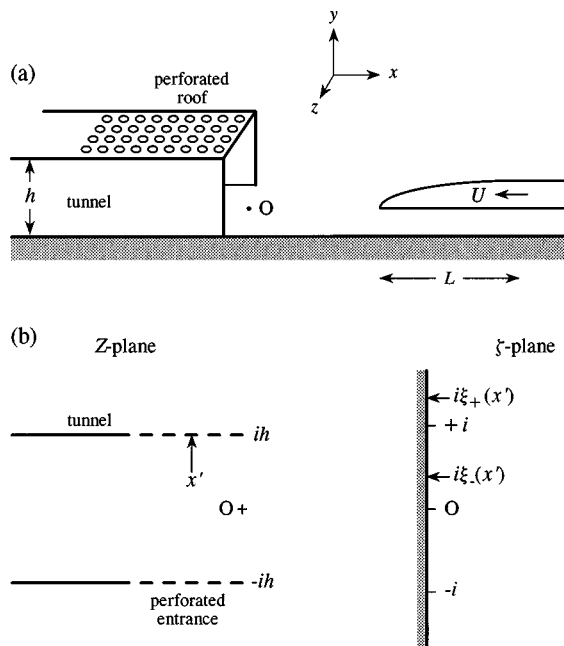 y
x
z
(a)
perforated
roof
h
tunnel
O
U
L
(b)
Z-plane
ζ-plane
tunnel
ih
x'
O
perforated
entrance
-ih
iξ₊(x')
+i
iξ₋(x')
O
-i